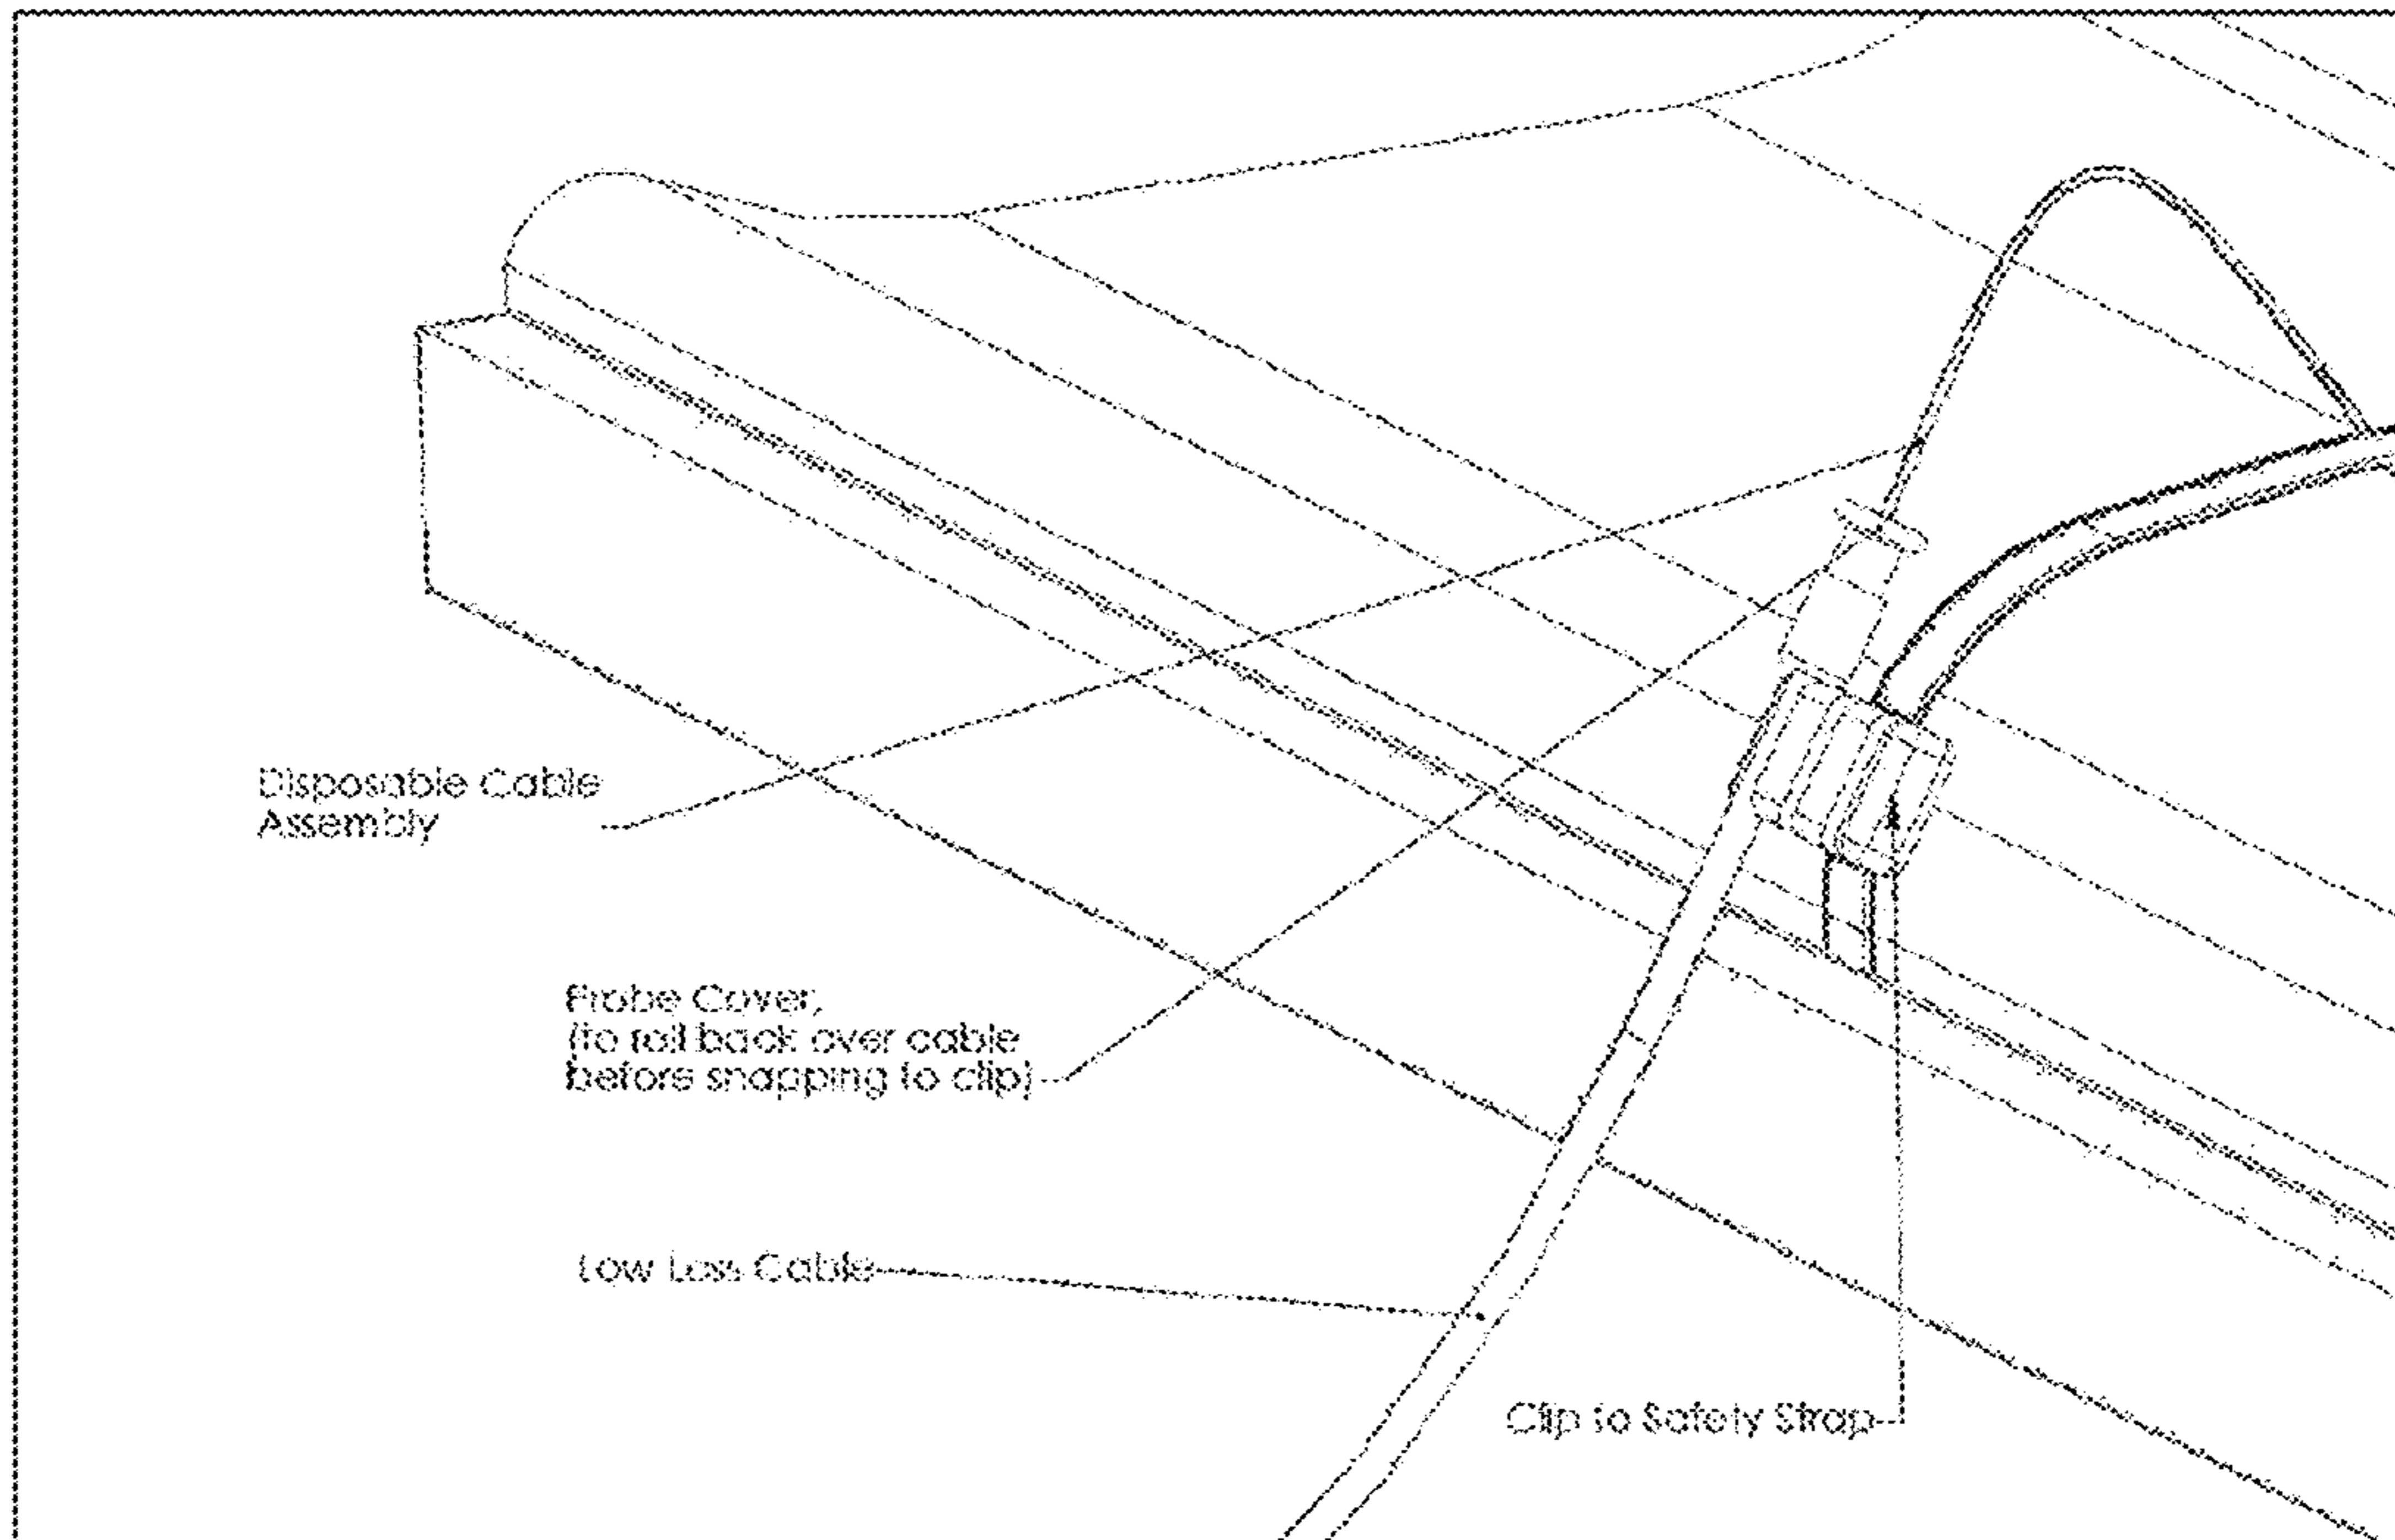 Disposable Cable
Assembly
Probe Cover,
(to roll back over cable
before snapping to clip)
Low Loss Cable
Clip to Safety Strap